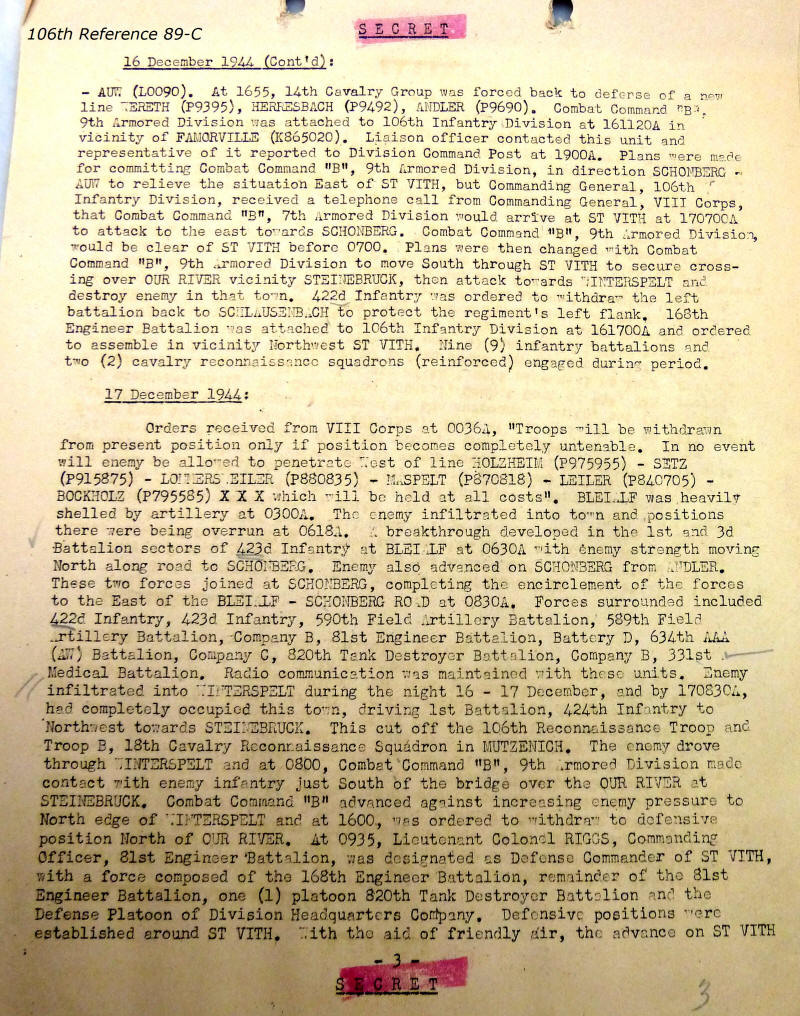 106th Reference 89-C
SECRET
16 December 1944 (Cont'd):
- AUW (L0090). At 1655, 14th Cavalry Group was forced back to defense of a new
line WERETH (P9395), HERRESBACH (P9492), ANDLER (P9690). Combat Command "B",
9th Armored Division was attached to 106th Infantry Division at 161120A in
vicinity of FAMORVILLE (K865020). Liaison officer contacted this unit and
representative of it reported to Division Command Post at 1900A. Plans were made
for committing Combat Command "B", 9th Armored Division, in direction SCHONBERG -
AUW to relieve the situation East of ST VITH, but Commanding General, 106th
Infantry Division, received a telephone call from Commanding General, VIII Corps,
that Combat Command "B", 7th Armored Division would arrive at ST VITH at 170700A
to attack to the east towards SCHONBERG. Combat Command "B", 9th Armored Division,
would be clear of ST VITH before 0700. Plans were then changed with Combat
Command "B", 9th Armored Division to move South through ST VITH to secure cross-
ing over OUR RIVER vicinity STEINEBRUCK, then attack towards WINTERSPELT and
destroy enemy in that town. 422d Infantry was ordered to withdraw the left
battalion back to SCHLAUSENBACH to protect the regiment's left flank. 168th
Engineer Battalion was attached to 106th Infantry Division at 161700A and ordered
to assemble in vicinity Northwest ST VITH. Nine (9) infantry battalions and
two (2) cavalry reconnaissance squadrons (reinforced) engaged during period.
17 December 1944:
Orders received from VIII Corps at 0036A, "Troops will be withdrawn
from present position only if position becomes completely untenable. In no event
will enemy be allowed to penetrate West of line HOLZHEIM (P975955) - SETZ
(P915875) - LOMMERSWEILER (P880835) - MASPELT (P870818) - LEILER (P840705) -
BOCKHOLZ (P795585) X X X which will be held at all costs". BLEIALF was heavily
shelled by artillery at 0300A. The enemy infiltrated into town and positions
there were being overrun at 0618A. A breakthrough developed in the 1st and 3d
Battalion sectors of 423d Infantry at BLEIALF at 0630A with enemy strength moving
North along road to SCHONBERG. Enemy also advanced on SCHONBERG from ANDLER.
These two forces joined at SCHONBERG, completing the encirclement of the forces
to the East of the BLEIALF - SCHONBERG ROAD at 0830A. Forces surrounded included
422d Infantry, 423d Infantry, 590th Field Artillery Battalion, 589th Field
Artillery Battalion, Company B, 81st Engineer Battalion, Battery D, 634th AAA
(AW) Battalion, Company C, 820th Tank Destroyer Battalion, Company B, 331st
Medical Battalion. Radio communication was maintained with these units. Enemy
infiltrated into WINTERSPELT during the night 16 - 17 December, and by 170830A,
had completely occupied this town, driving 1st Battalion, 424th Infantry to
Northwest towards STEINEBRUCK. This cut off the 106th Reconnaissance Troop and
Troop B, 18th Cavalry Reconnaissance Squadron in MUTZENICH. The enemy drove
through WINTERSPELT and at 0800, Combat Command "B", 9th Armored Division made
contact with enemy infantry just South of the bridge over the OUR RIVER at
STEINEBRUCK. Combat Command "B" advanced against increasing enemy pressure to
North edge of WINTERSPELT and at 1600, was ordered to withdraw to defensive
position North of OUR RIVER. At 0935, Lieutenant Colonel RIGGS, Commanding
Officer, 81st Engineer Battalion, was designated as Defense Commander of ST VITH,
with a force composed of the 168th Engineer Battalion, remainder of the 81st
Engineer Battalion, one (1) platoon 820th Tank Destroyer Battalion and the
Defense Platoon of Division Headquarters Company. Defensive positions were
established around ST VITH. With the aid of friendly air, the advance on ST VITH
- 3 -
SECRET
3